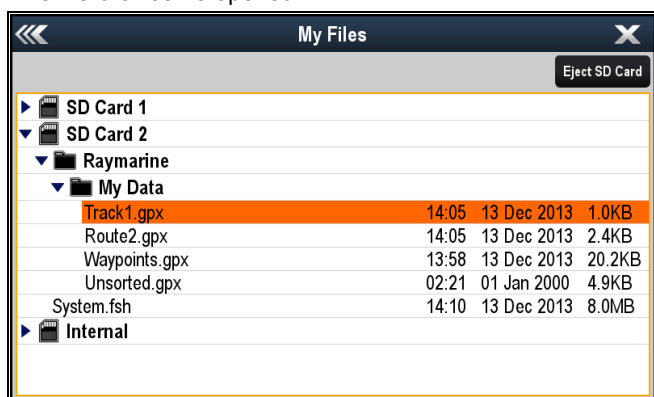 My Files
Eject SD Card
SD Card 1
SD Card 2
Raymarine
My Data
Track1.gpx 14:05 13 Dec 2013 1.0KB
Route2.gpx 14:05 13 Dec 2013 2.4KB
Waypoints.gpx 13:58 13 Dec 2013 20.2KB
Unsorted.gpx 02:21 01 Jan 2000 4.9KB
System.fsh 14:10 13 Dec 2013 8.0MB
Internal